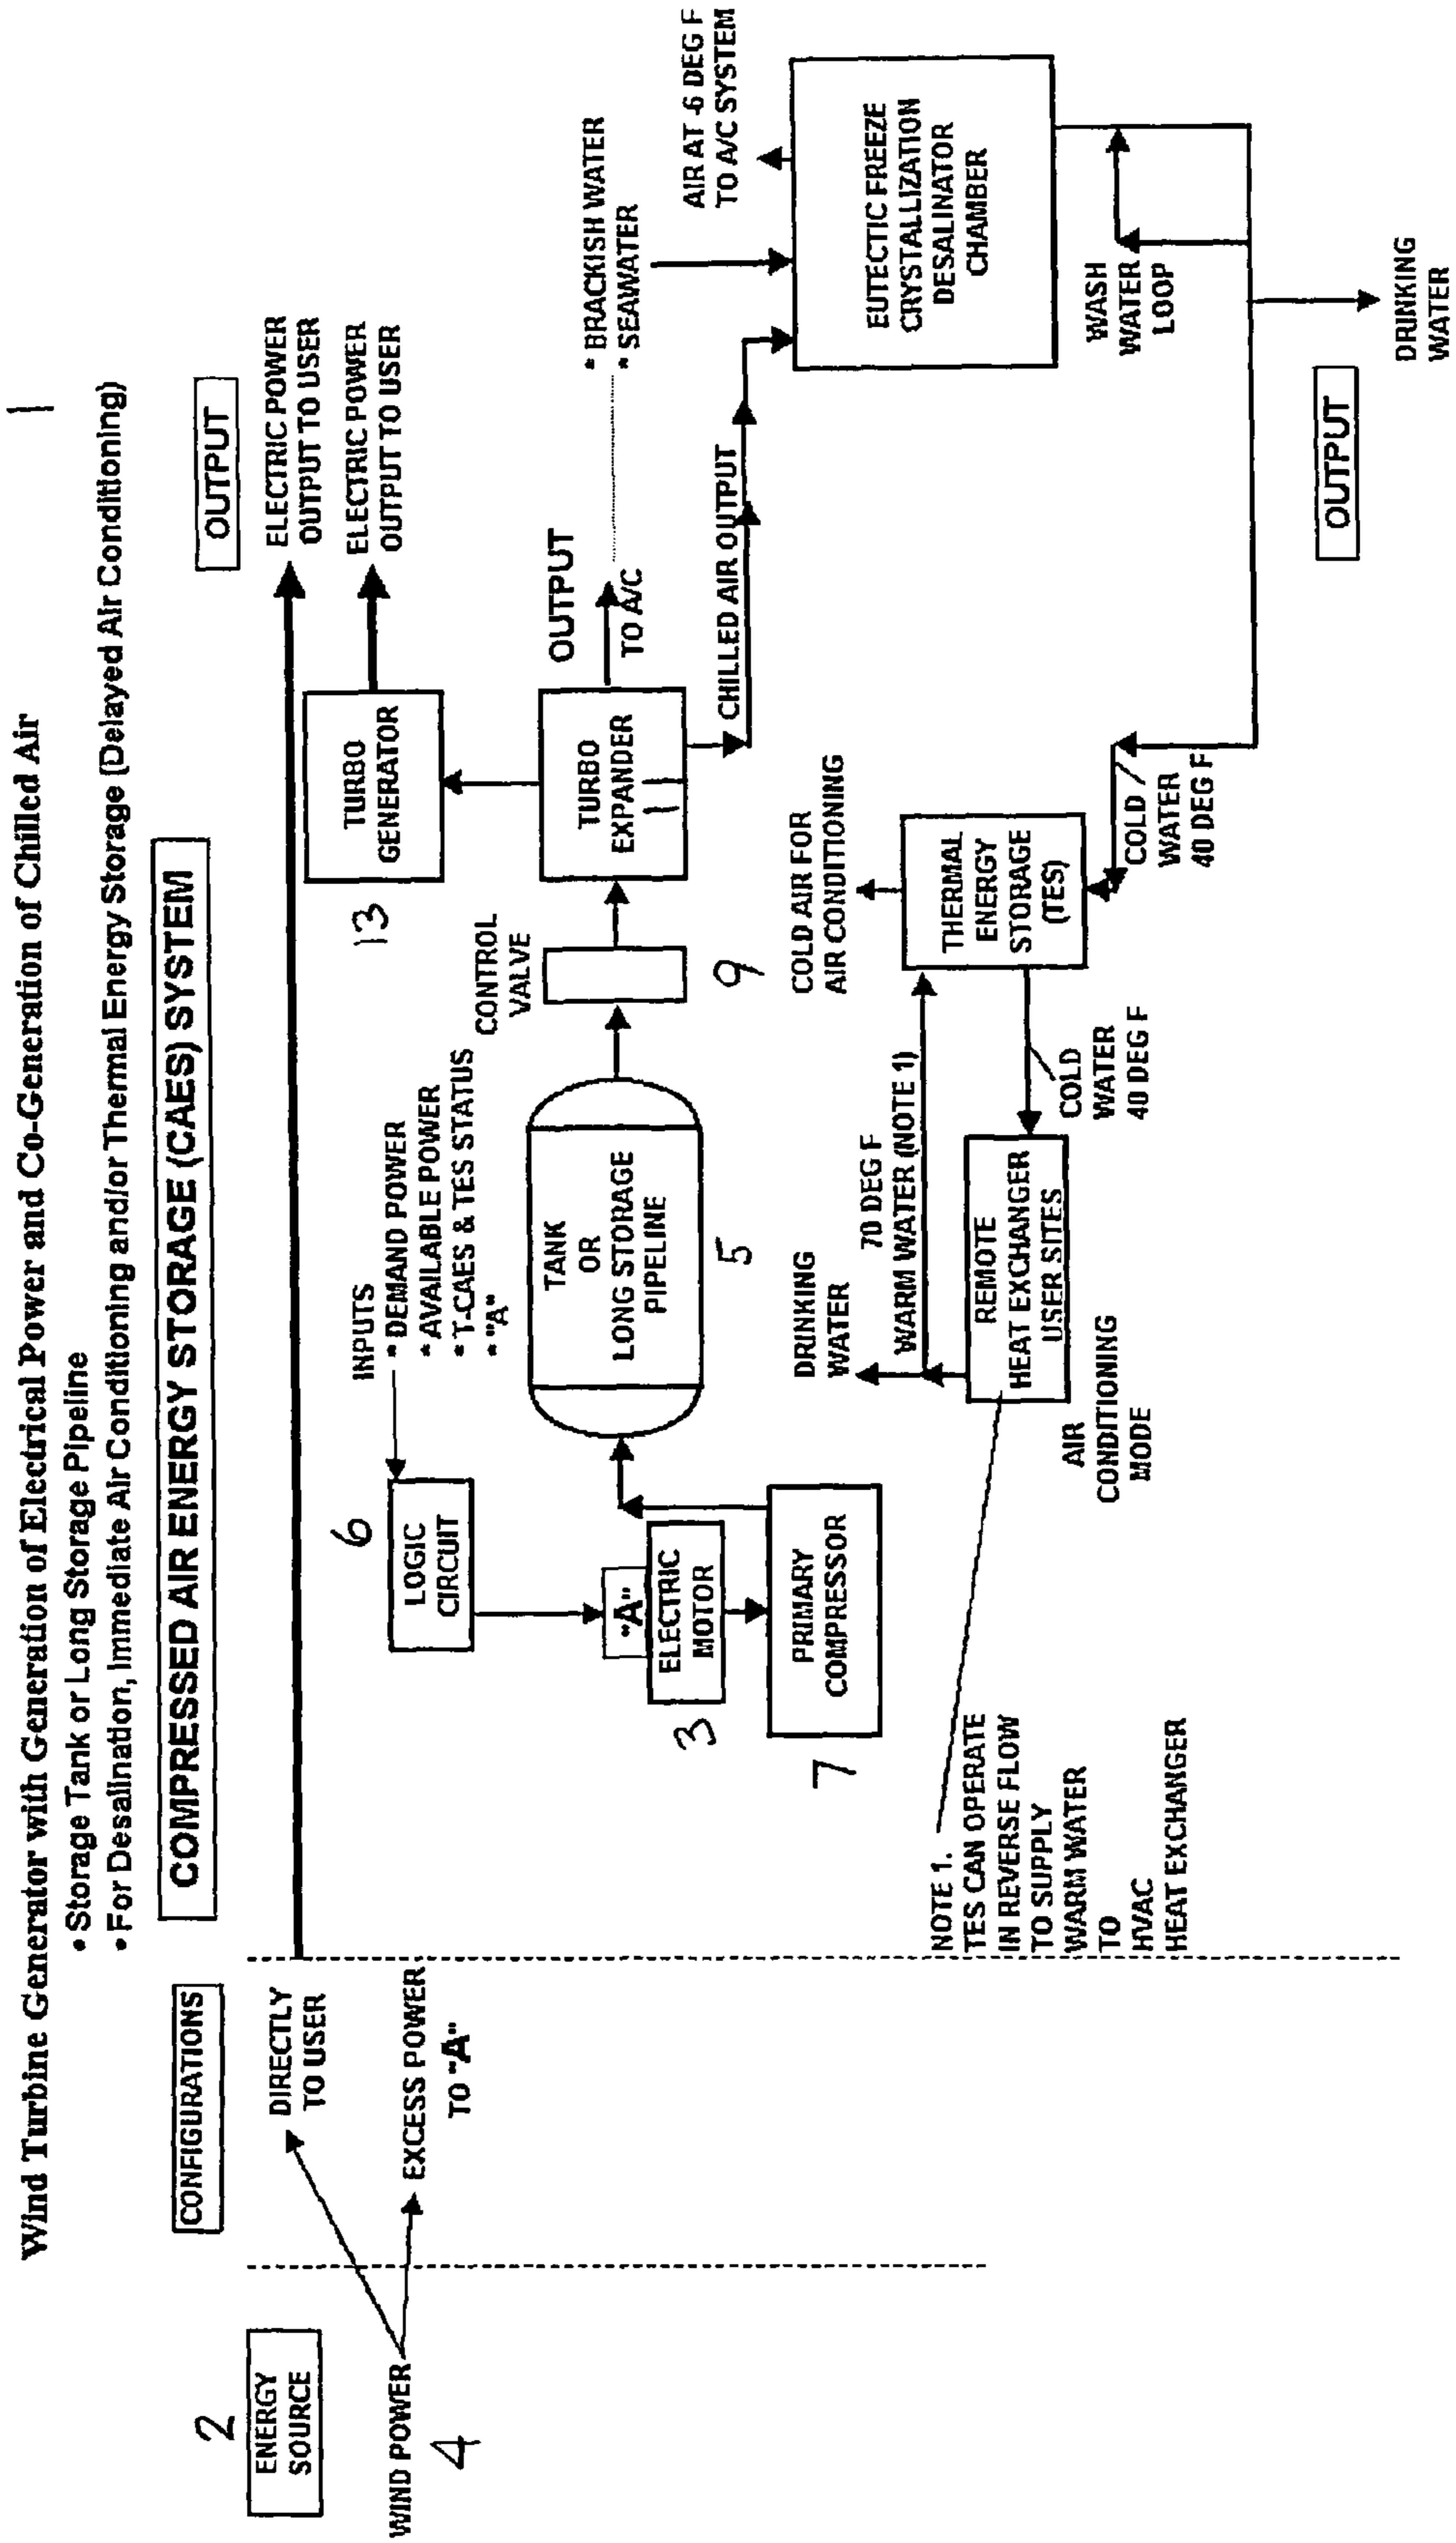 1
Wind Turbine Generator with Generation of Electrical Power and Co-Generation of Chilled Air
• Storage Tank or Long Storage Pipeline
• For Desalination, Immediate Air Conditioning and/or Thermal Energy Storage (Delayed Air Conditioning)
COMPRESSED AIR ENERGY STORAGE (CAES) SYSTEM
2
ENERGY
SOURCE
WIND POWER
4
CONFIGURATIONS
DIRECTLY
TO USER
EXCESS POWER
TO "A"
OUTPUT
ELECTRIC POWER
OUTPUT TO USER
ELECTRIC POWER
OUTPUT TO USER
6
LOGIC
CIRCUIT
INPUTS
* DEMAND POWER
* AVAILABLE POWER
* T-CAES & TES STATUS
* "A"
"A"
ELECTRIC
MOTOR
3
PRIMARY
COMPRESSOR
7
TANK
OR
LONG STORAGE
PIPELINE
5
CONTROL
VALVE
9
13
TURBO
GENERATOR
TURBO
EXPANDER
11
OUTPUT
TO A/C
CHILLED AIR OUTPUT
* BRACKISH WATER
* SEAWATER
AIR AT -6 DEG F
TO A/C SYSTEM
EUTECTIC FREEZE
CRYSTALLIZATION
DESALINATOR
CHAMBER
WASH
WATER
LOOP
OUTPUT
DRINKING
WATER
COLD AIR FOR
AIR CONDITIONING
THERMAL
ENERGY
STORAGE
(TES)
COLD
WATER
40 DEG F
COLD
WATER
40 DEG F
70 DEG F
WARM WATER (NOTE 1)
DRINKING
WATER
REMOTE
HEAT EXCHANGER
USER SITES
AIR
CONDITIONING
MODE
NOTE 1.
TES CAN OPERATE
IN REVERSE FLOW
TO SUPPLY
WARM WATER
TO
HVAC
HEAT EXCHANGER